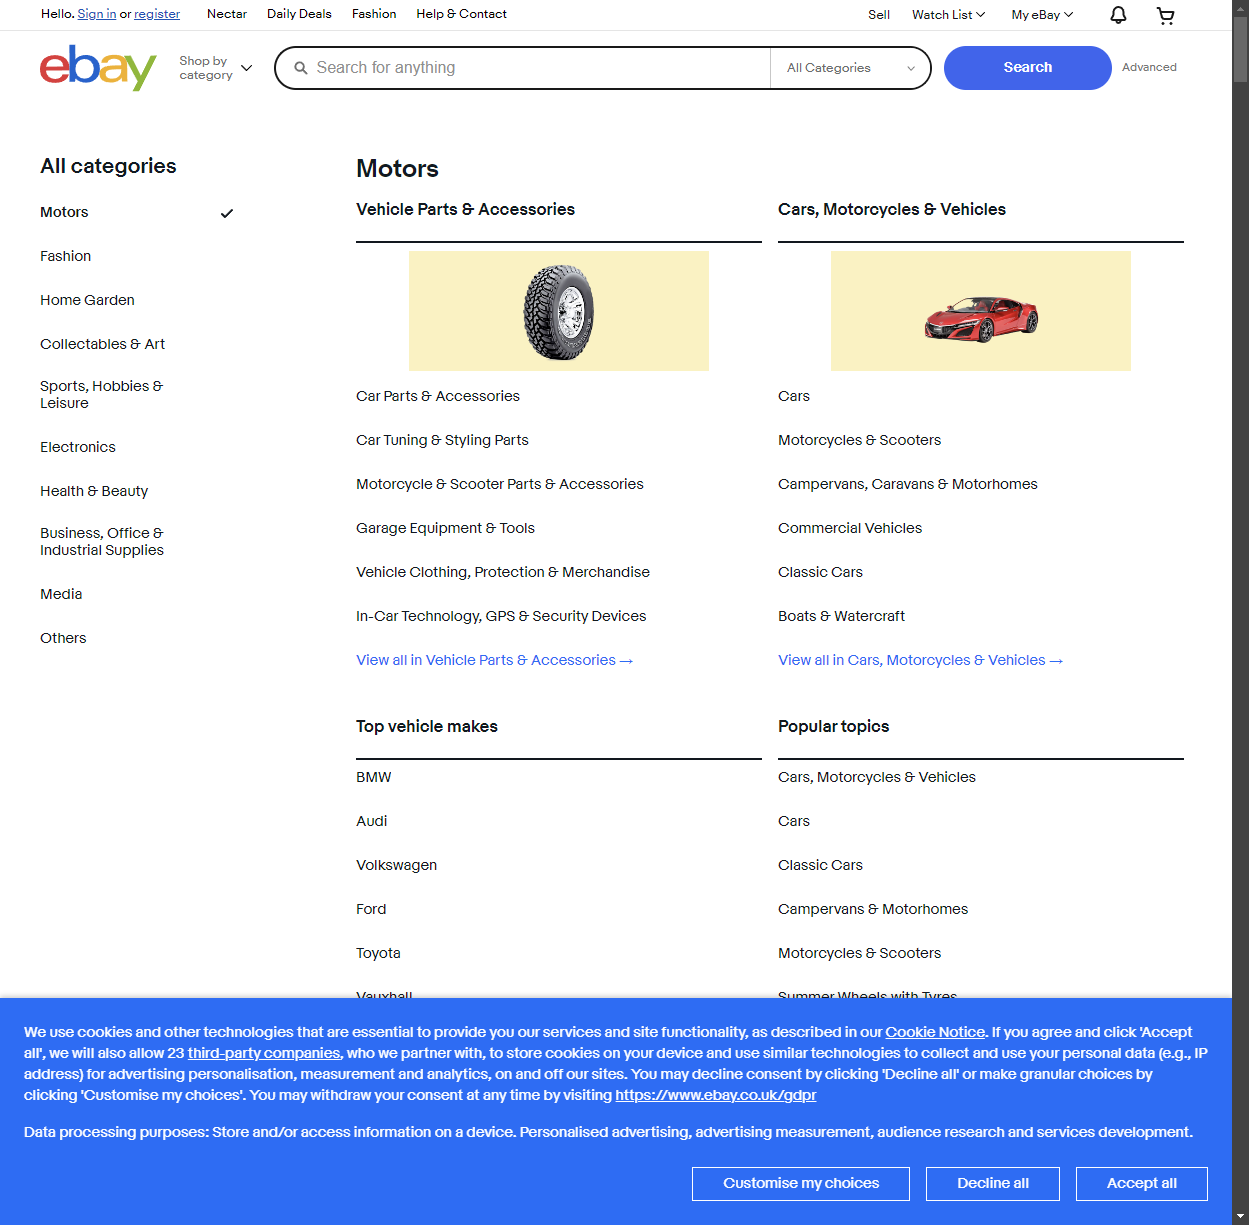 Hello. Sign in or register
Nectar
Daily Deals
Fashion
Help & Contact
Sell
Watch List
My eBay
ebay
Shop by
category
Search for anything
All Categories
Search
Advanced
All categories
Motors
Fashion
Home Garden
Collectables & Art
Sports, Hobbies &
Leisure
Electronics
Health & Beauty
Business, Office &
Industrial Supplies
Media
Others
Motors
Vehicle Parts & Accessories
Car Parts & Accessories
Car Tuning & Styling Parts
Motorcycle & Scooter Parts & Accessories
Garage Equipment & Tools
Vehicle Clothing, Protection & Merchandise
In-Car Technology, GPS & Security Devices
View all in Vehicle Parts & Accessories →
Cars, Motorcycles & Vehicles
Cars
Motorcycles & Scooters
Campervans, Caravans & Motorhomes
Commercial Vehicles
Classic Cars
Boats & Watercraft
View all in Cars, Motorcycles & Vehicles →
Top vehicle makes
BMW
Audi
Volkswagen
Ford
Toyota
Vauxhall
Popular topics
Cars, Motorcycles & Vehicles
Cars
Classic Cars
Campervans & Motorhomes
Motorcycles & Scooters
Summer Wheels with Tyres
We use cookies and other technologies that are essential to provide you our services and site functionality, as described in our Cookie Notice. If you agree and click 'Accept
all', we will also allow 23 third-party companies, who we partner with, to store cookies on your device and use similar technologies to collect and use your personal data (e.g., IP
address) for advertising personalisation, measurement and analytics, on and off our sites. You may decline consent by clicking 'Decline all' or make granular choices by
clicking 'Customise my choices'. You may withdraw your consent at any time by visiting https://www.ebay.co.uk/gdpr
Data processing purposes: Store and/or access information on a device. Personalised advertising, advertising measurement, audience research and services development.
Customise my choices
Decline all
Accept all